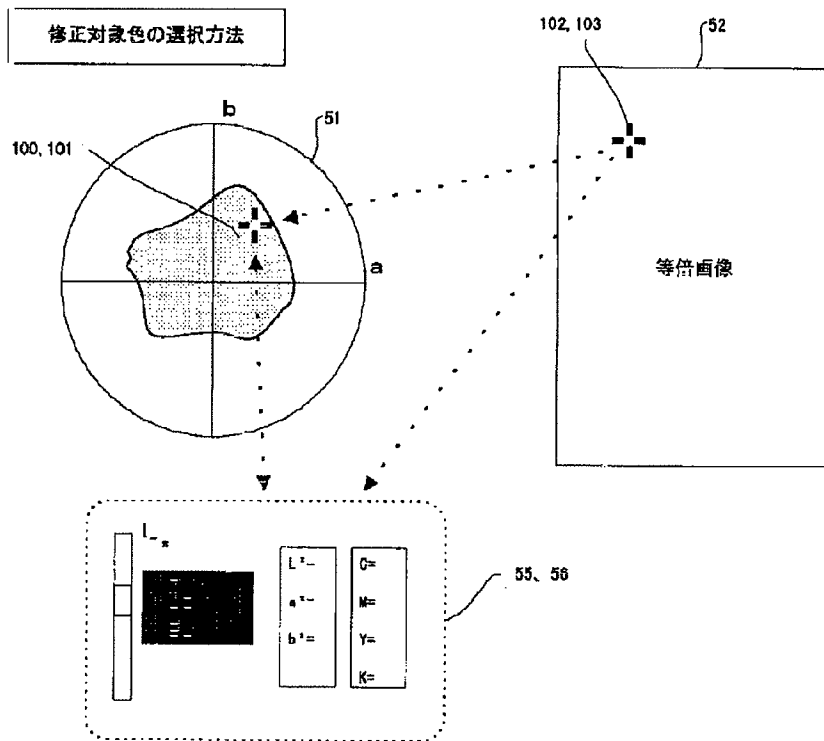 修正対象色の選択方法
102, 103
52
b
51
100, 101
a
等倍画像
L*
L*=
a*=
b*=
C=
M=
Y=
K=
55、56